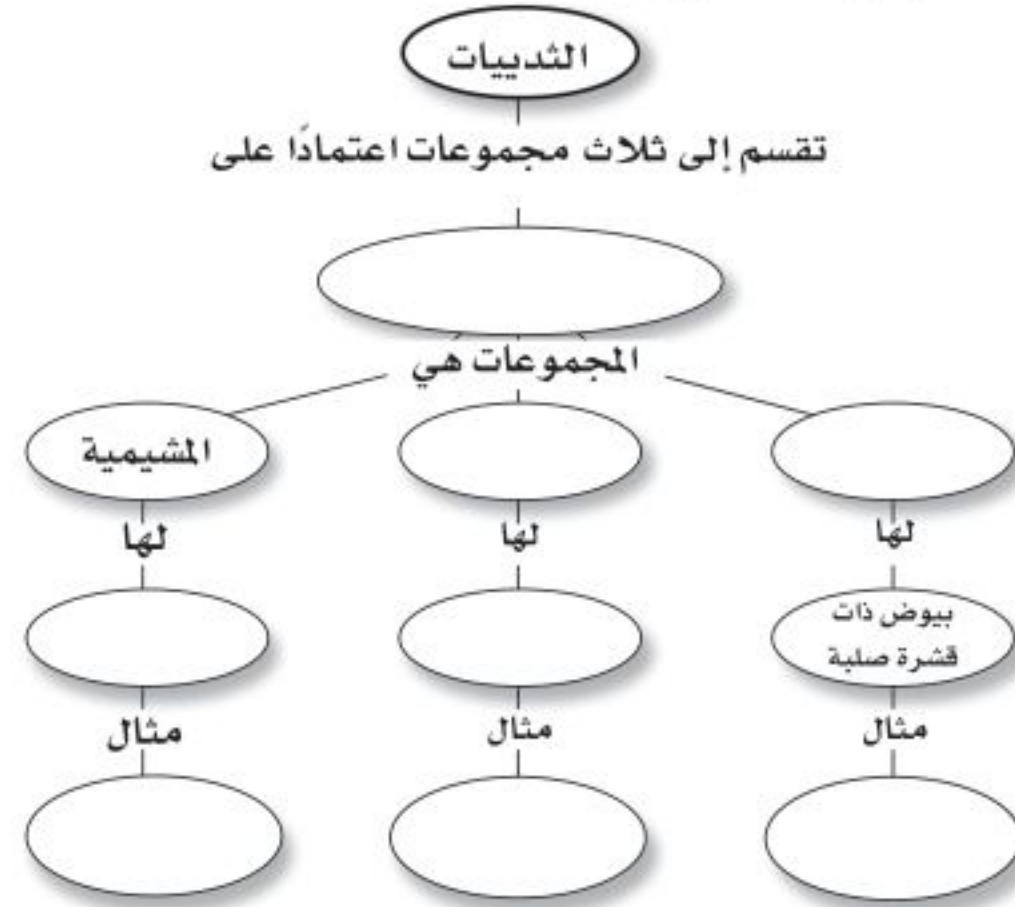 الثدييات
تقسم إلى ثلاث مجموعات اعتمادًا على
المجموعات هي
المشيمية
لها
لها
لها
بيوض ذات
قشرة صلبة
مثال
مثال
مثال